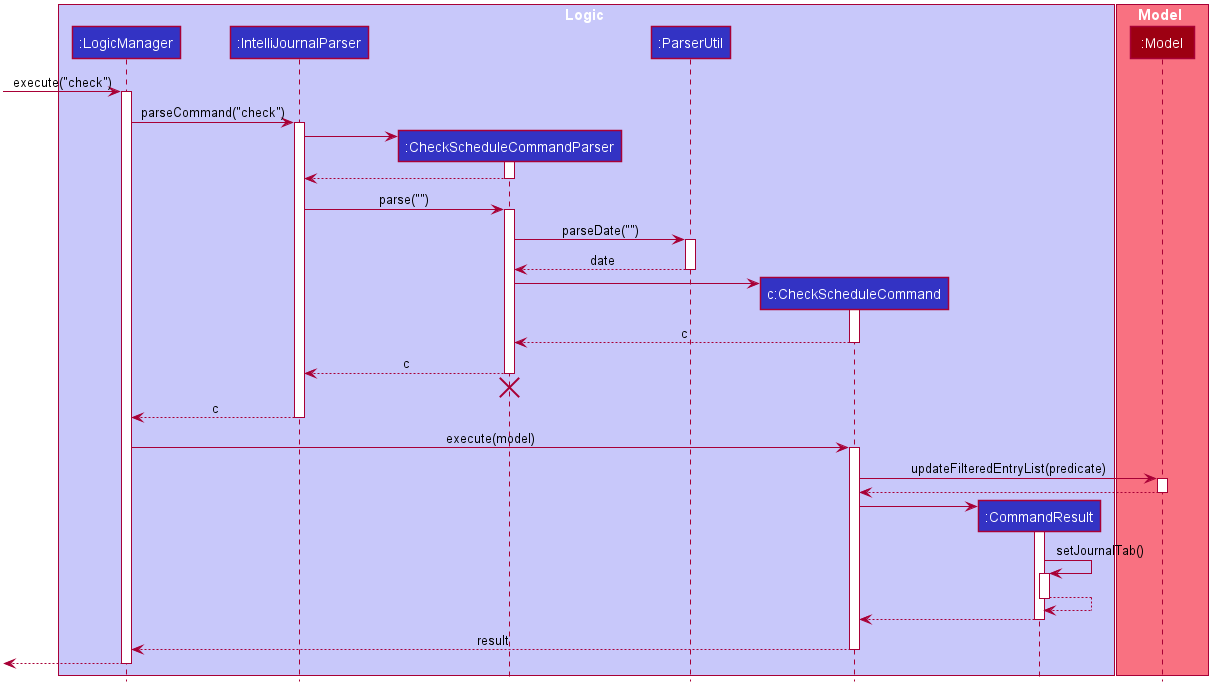 Logic
Model
:LogicManager
:IntelliJournalParser
:ParserUtil
:Model
execute("check")
parseCommand("check")
:CheckScheduleCommandParser
parse("")
parseDate("")
date
c:CheckScheduleCommand
c
c
c
execute(model)
updateFilteredEntryList(predicate)
:CommandResult
setJournalTab()
result